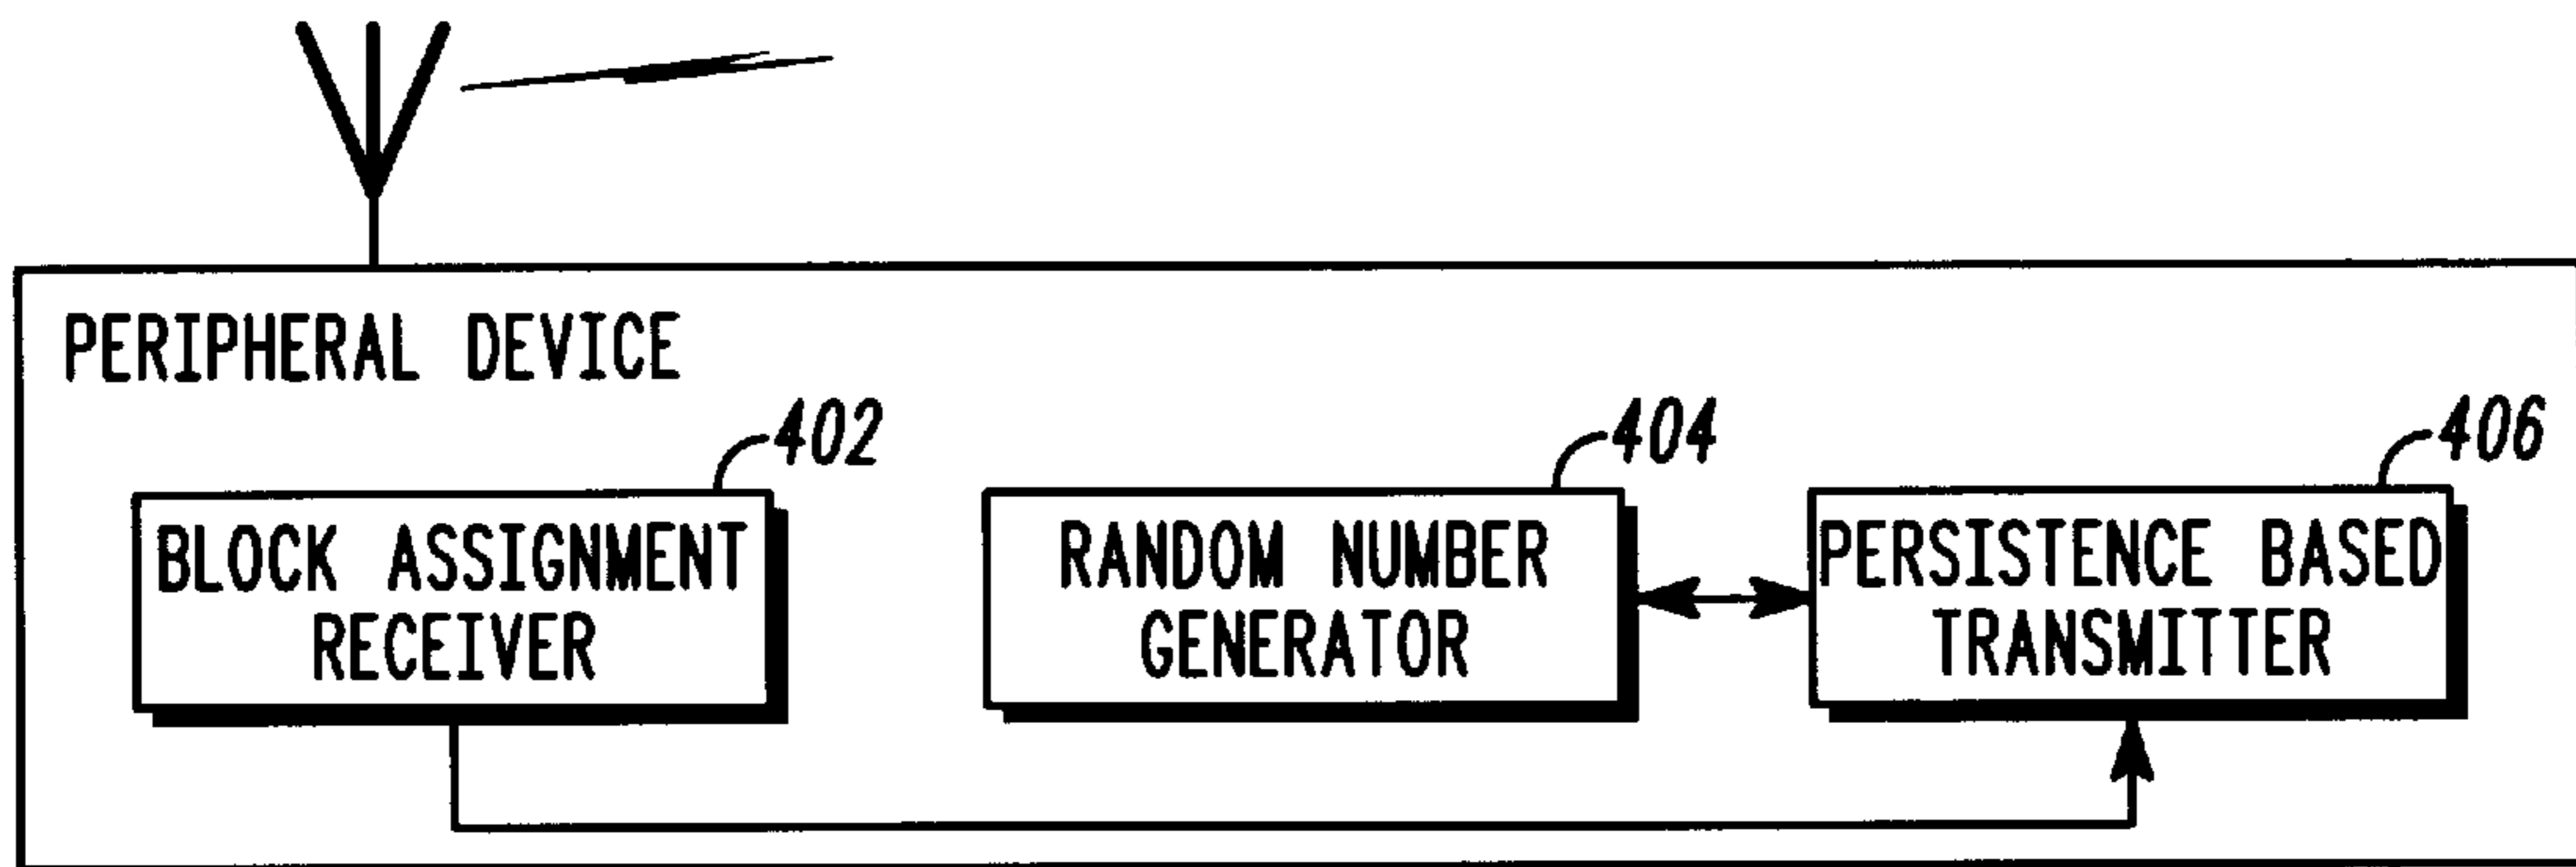 PERIPHERAL DEVICE
402
404
406
BLOCK ASSIGNMENT
RECEIVER
RANDOM NUMBER
GENERATOR
PERSISTENCE BASED
TRANSMITTER